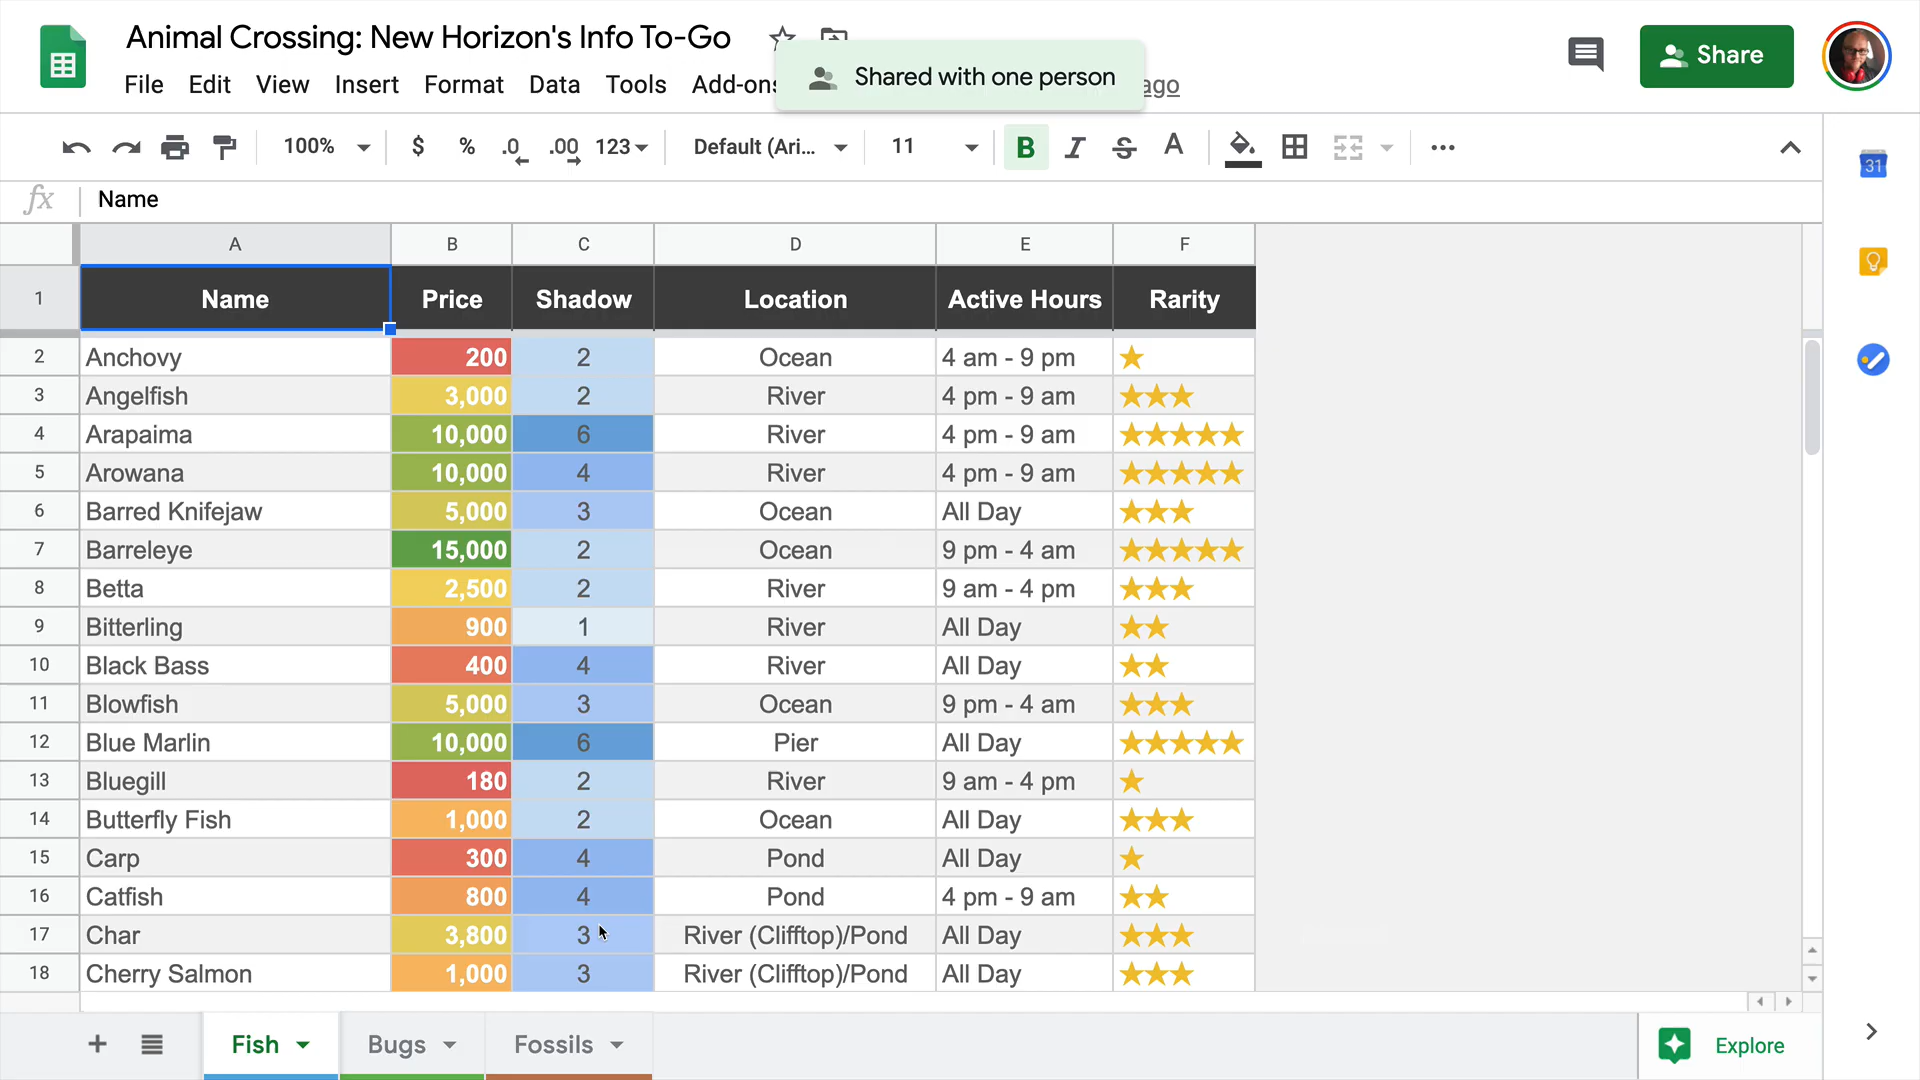 Animal Crossing: New Horizon's Info To-Go
Shared with one person
Share
File Edit View Insert Format Data Tools Add-ons ago
100% $ % .0 .00 123 Default (Ari... 11 B I S A
31
fx Name
A B C D E F
1 Name Price Shadow Location Active Hours Rarity
2 Anchovy 200 2 Ocean 4 am - 9 pm ★
3 Angelfish 3,000 2 River 4 pm - 9 am ★★★
4 Arapaima 10,000 6 River 4 pm - 9 am ★★★★★
5 Arowana 10,000 4 River 4 pm - 9 am ★★★★★
6 Barred Knifejaw 5,000 3 Ocean All Day ★★★
7 Barreleye 15,000 2 Ocean 9 pm - 4 am ★★★★★
8 Betta 2,500 2 River 9 am - 4 pm ★★★
9 Bitterling 900 1 River All Day ★★
10 Black Bass 400 4 River All Day ★★
11 Blowfish 5,000 3 Ocean 9 pm - 4 am ★★★
12 Blue Marlin 10,000 6 Pier All Day ★★★★★
13 Bluegill 180 2 River 9 am - 4 pm ★
14 Butterfly Fish 1,000 2 Ocean All Day ★★★
15 Carp 300 4 Pond All Day ★
16 Catfish 800 4 Pond 4 pm - 9 am ★★
17 Char 3,800 3 River (Clifftop)/Pond All Day ★★★
18 Cherry Salmon 1,000 3 River (Clifftop)/Pond All Day ★★★
+ Fish Bugs Fossils Explore